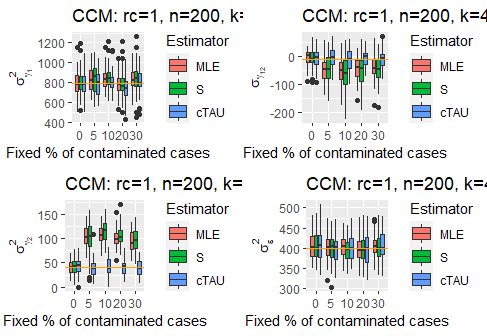 CCM: rc=1, n=200, k=
σ²γ₁
1200
1000
800
600
400
0 5 10 20 30
Fixed % of contaminated cases
Estimator
MLE
S
cTAU
CCM: rc=1, n=200, k=4
σγ₁₂
0
-100
-200
0 5 10 20 30
Fixed % of contaminated cases
Estimator
MLE
S
cTAU
CCM: rc=1, n=200, k=
σ²γ₂
150
100
50
0
0 5 10 20 30
Fixed % of contaminated cases
Estimator
MLE
S
cTAU
CCM: rc=1, n=200, k=4
σ²ε
500
450
400
350
300
0 5 10 20 30
Fixed % of contaminated cases
Estimator
MLE
S
cTAU